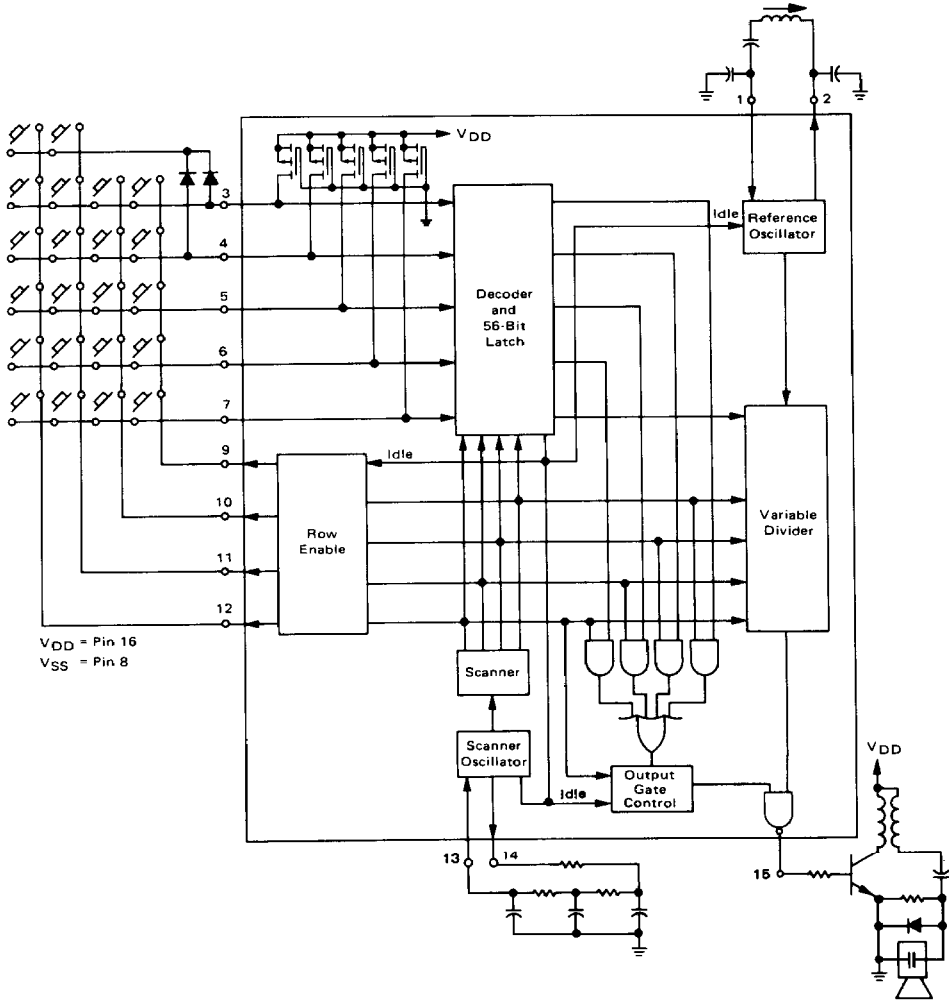 1
2
V DD
3
Idle
Reference
Oscillator
4
5
Decoder
and
56-Bit
Latch
6
7
9
Idle
10
Row
Enable
Variable
Divider
11
12
VDD = Pin 16
VSS = Pin 8
Scanner
Scanner
Oscillator
VDD
Output
Gate
Control
Idle
13
14
15